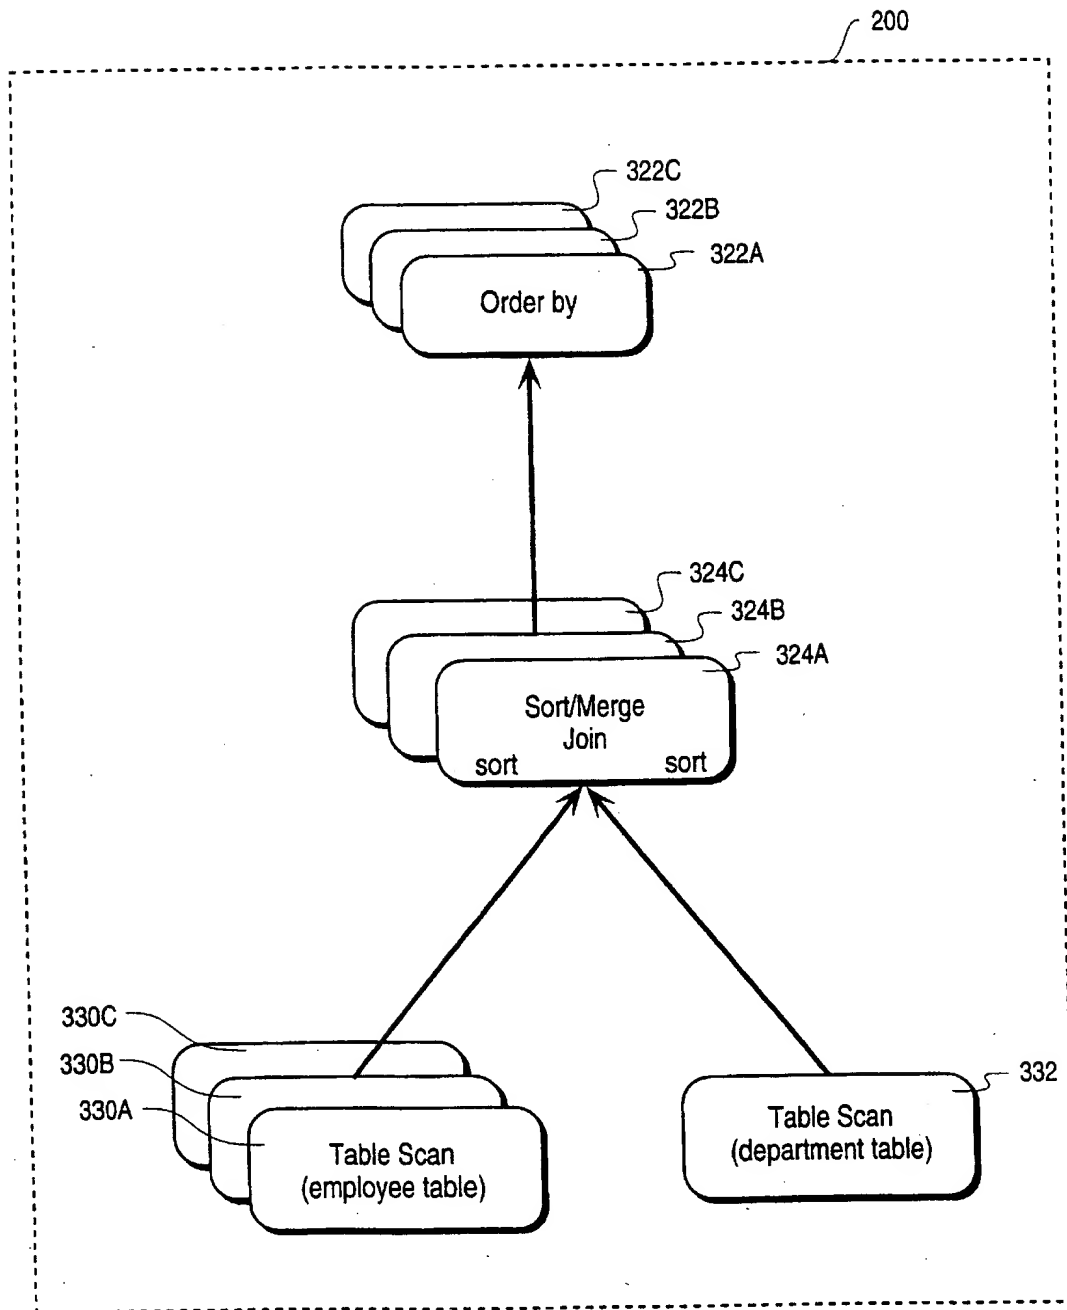 200
322C
322B
322A
Order by
324C
324B
324A
Sort/Merge
Join
sort sort
330C
330B
330A
332
Table Scan
(employee table)
Table Scan
(department table)